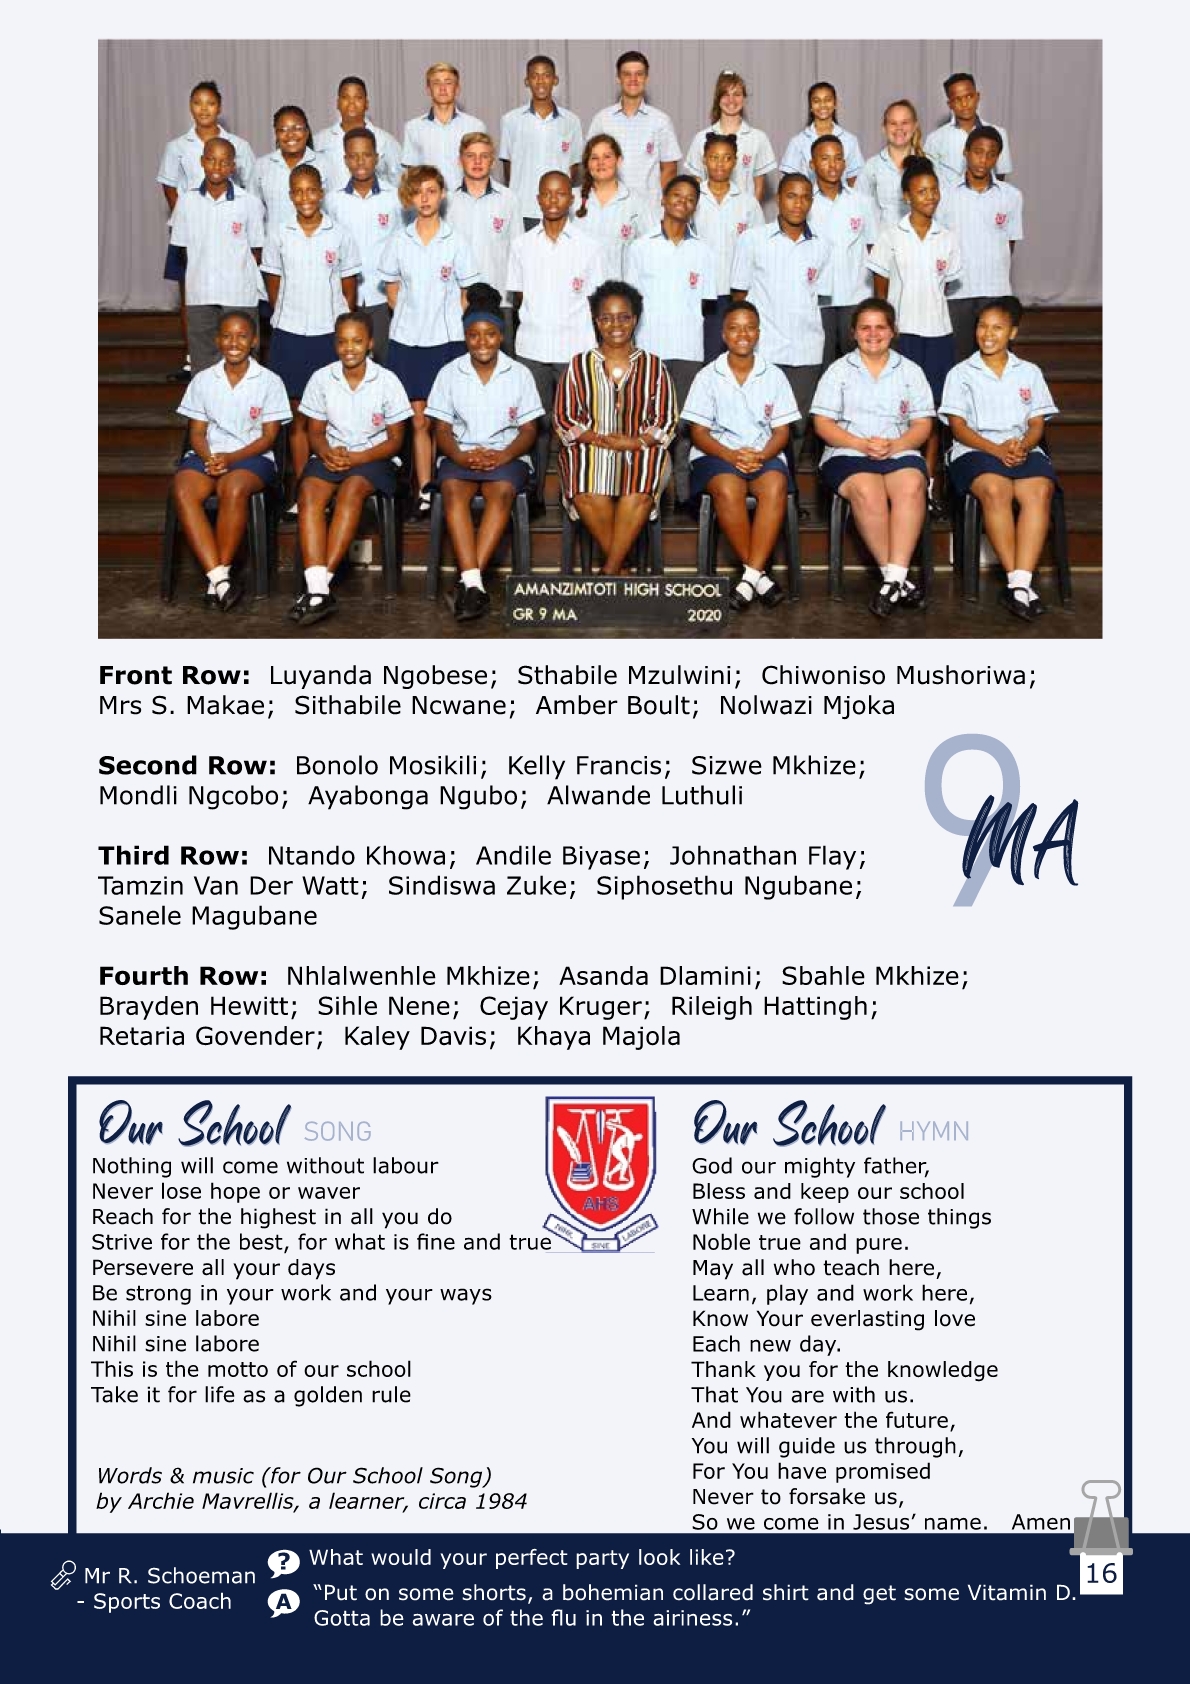 AMANZIMTOTI HIGH SCHOOL
GR 9 MA 2020
Front Row: Luyanda Ngobese; Sthabile Mzulwini; Chiwoniso Mushoriwa;
Mrs S. Makae; Sithabile Ncwane; Amber Boult; Nolwazi Mjoka
Second Row: Bonolo Mosikili; Kelly Francis; Sizwe Mkhize;
Mondli Ngcobo; Ayabonga Ngubo; Alwande Luthuli
9 MA
Third Row: Ntando Khowa; Andile Biyase; Johnathan Flay;
Tamzin Van Der Watt; Sindiswa Zuke; Siphosethu Ngubane;
Sanele Magubane
Fourth Row: Nhlalwenhle Mkhize; Asanda Dlamini; Sbahle Mkhize;
Brayden Hewitt; Sihle Nene; Cejay Kruger; Rileigh Hattingh;
Retaria Govender; Kaley Davis; Khaya Majola
Our School SONG
Nothing will come without labour
Never lose hope or waver
Reach for the highest in all you do
Strive for the best, for what is fine and true
Persevere all your days
Be strong in your work and your ways
Nihil sine labore
Nihil sine labore
This is the motto of our school
Take it for life as a golden rule
Words & music (for Our School Song)
by Archie Mavrellis, a learner, circa 1984
AHS
NIHIL SINE LABORE
Our School HYMN
God our mighty father,
Bless and keep our school
While we follow those things
Noble true and pure.
May all who teach here,
Learn, play and work here,
Know Your everlasting love
Each new day.
Thank you for the knowledge
That You are with us.
And whatever the future,
You will guide us through,
For You have promised
Never to forsake us,
So we come in Jesus’ name. Amen
Mr R. Schoeman
- Sports Coach
? What would your perfect party look like?
A “Put on some shorts, a bohemian collared shirt and get some Vitamin D.
Gotta be aware of the flu in the airiness.”
16